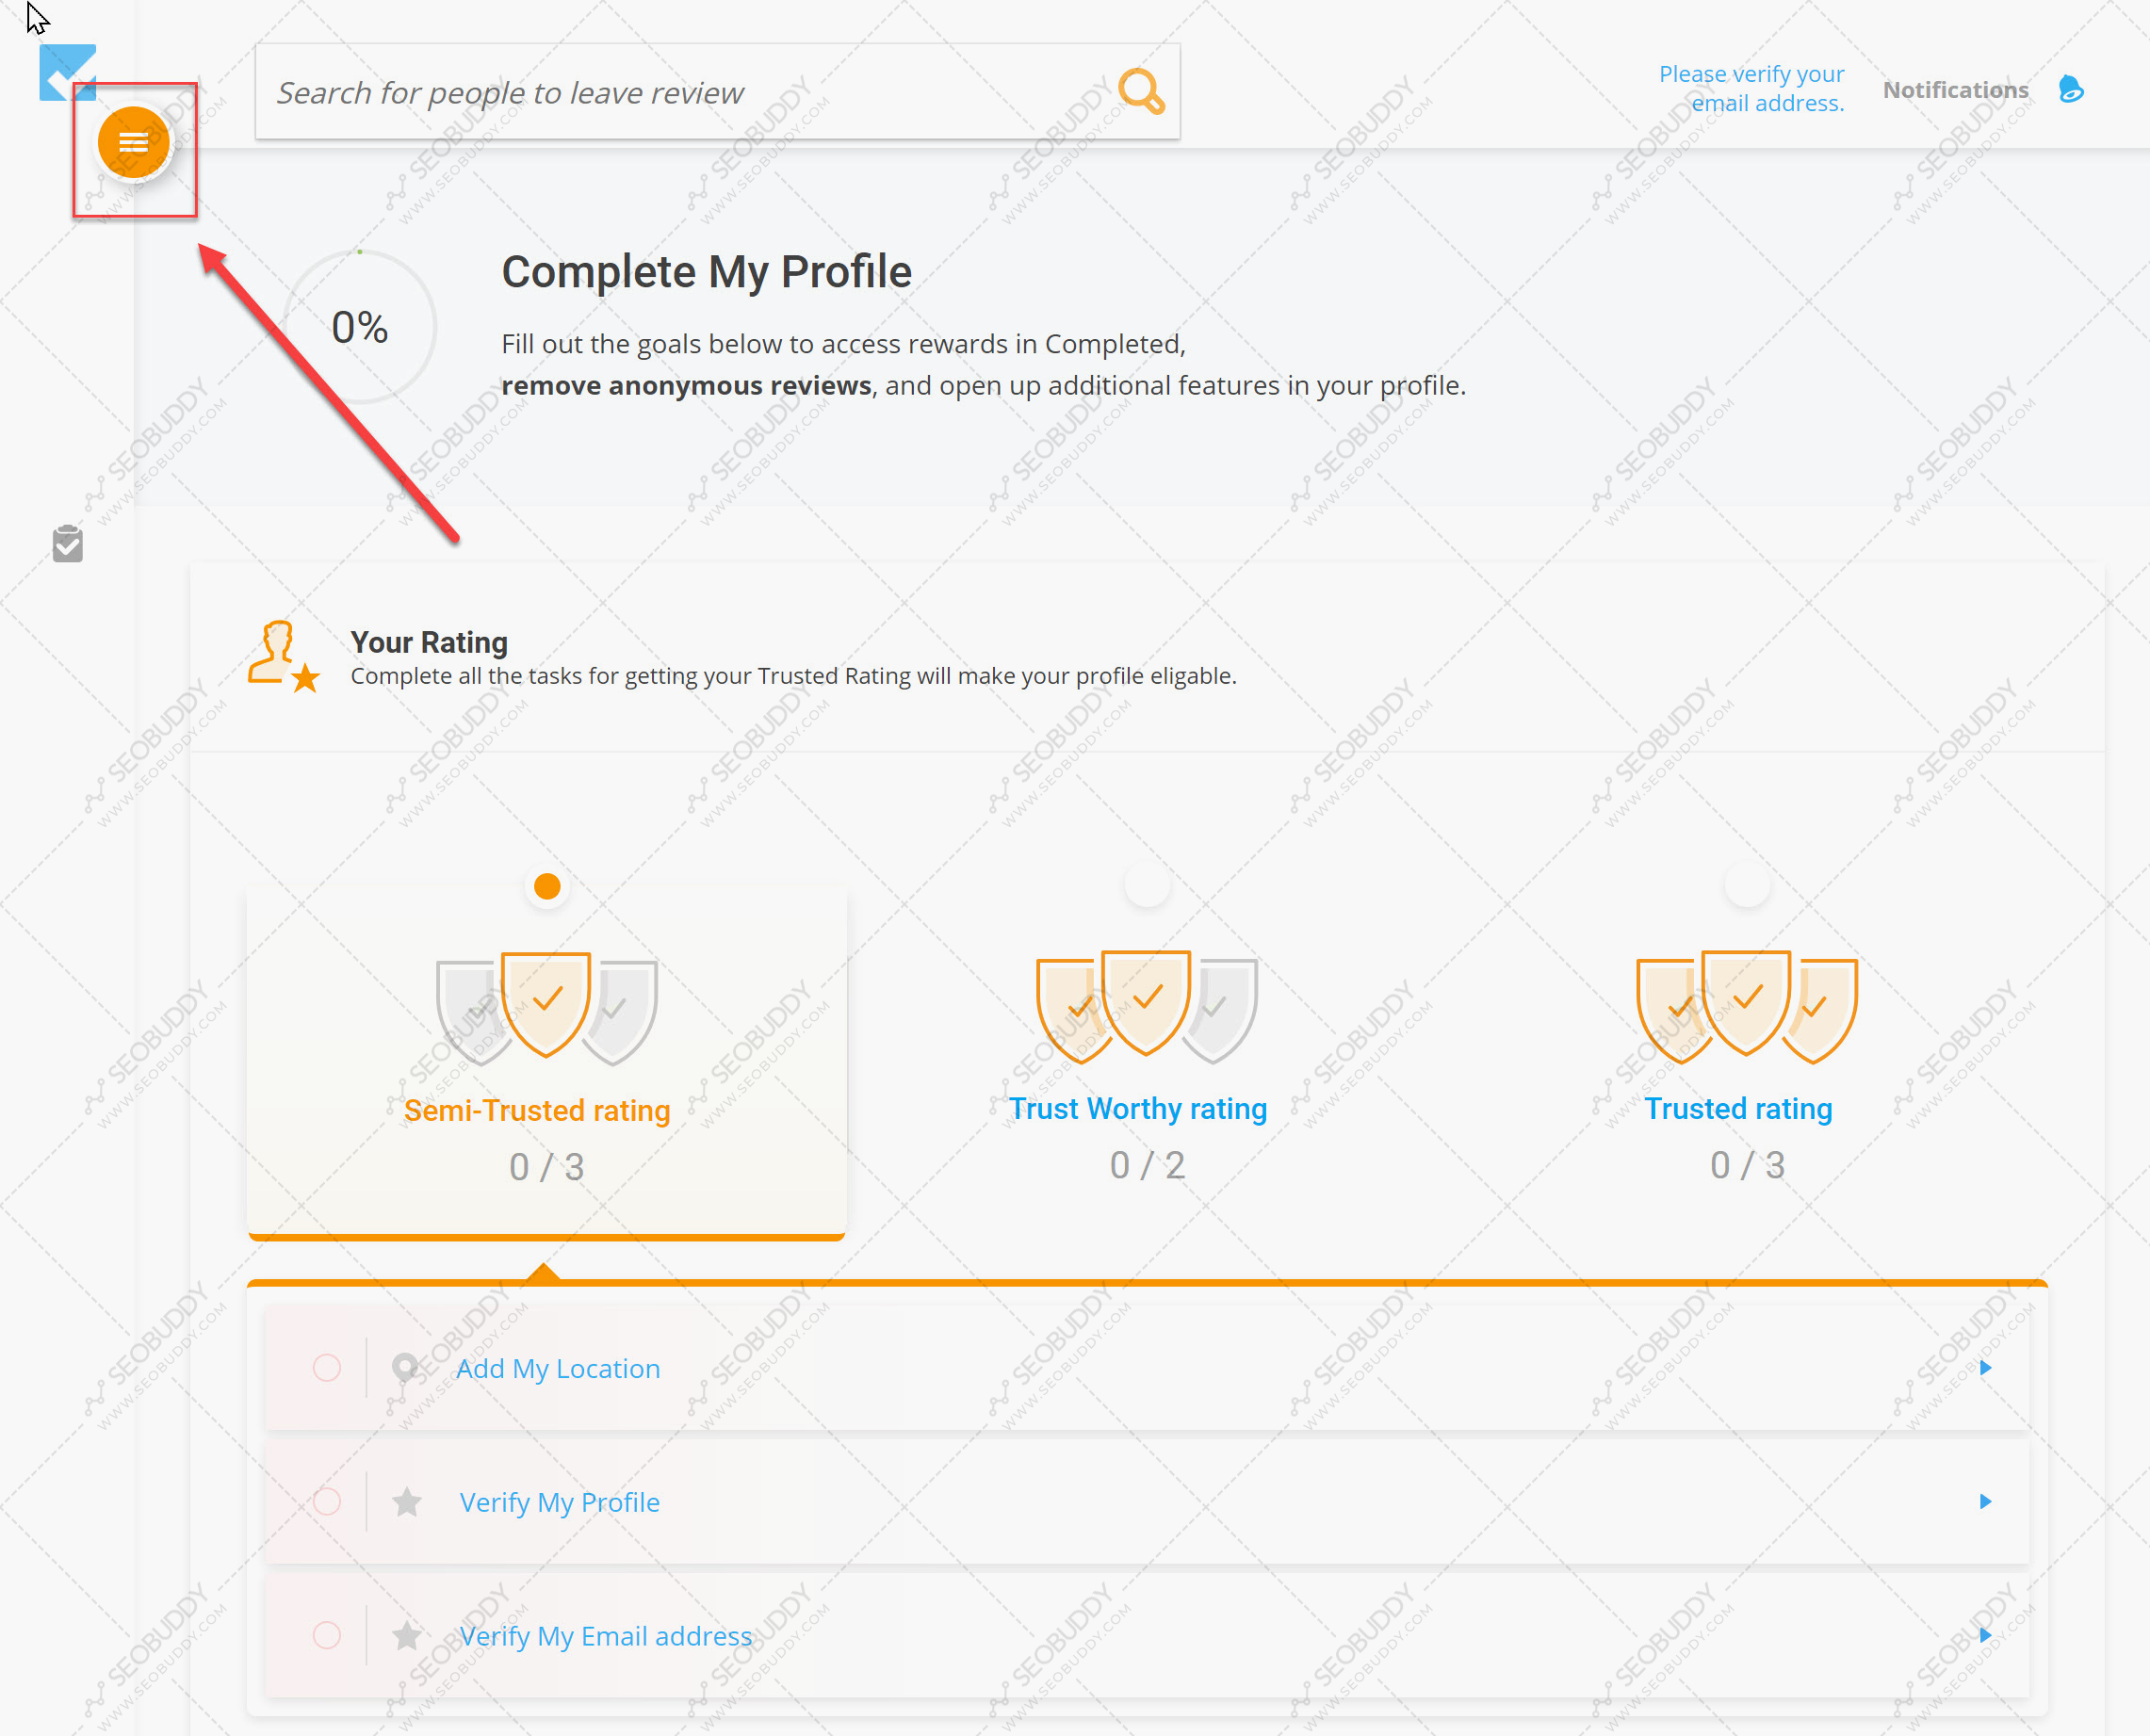 Search for people to leave review
Please verify your
email address.
Notifications
Complete My Profile
0%
Fill out the goals below to access rewards in Completed,
remove anonymous reviews, and open up additional features in your profile.
Your Rating
Complete all the tasks for getting your Trusted Rating will make your profile eligable.
Semi-Trusted rating
0 / 3
Trust Worthy rating
0 / 2
Trusted rating
0 / 3
Add My Location
Verify My Profile
Verify My Email address
SEOBUDDY
WWW.SEOBUDDY.COM